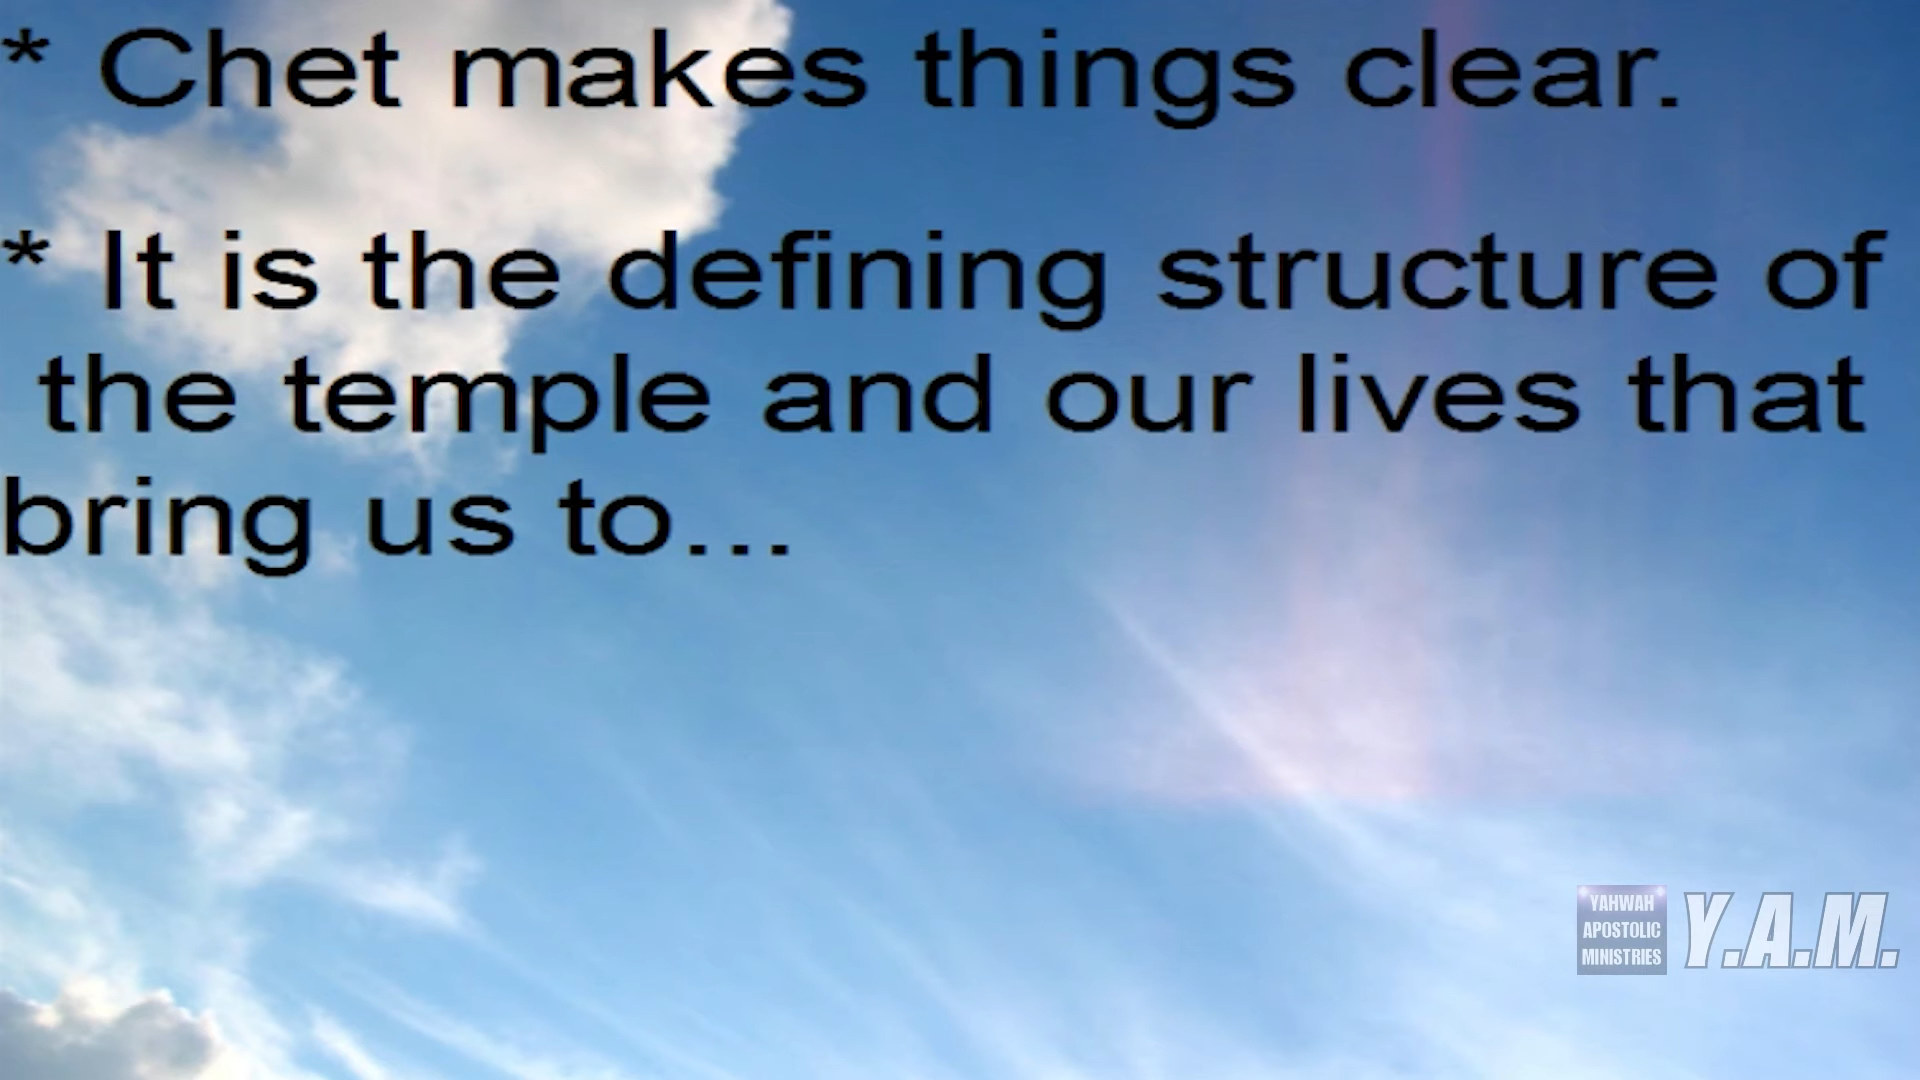 * Chet makes things clear.
* It is the defining structure of
the temple and our lives that
bring us to...
YAHWAH
APOSTOLIC
MINISTRIES
Y.A.M.